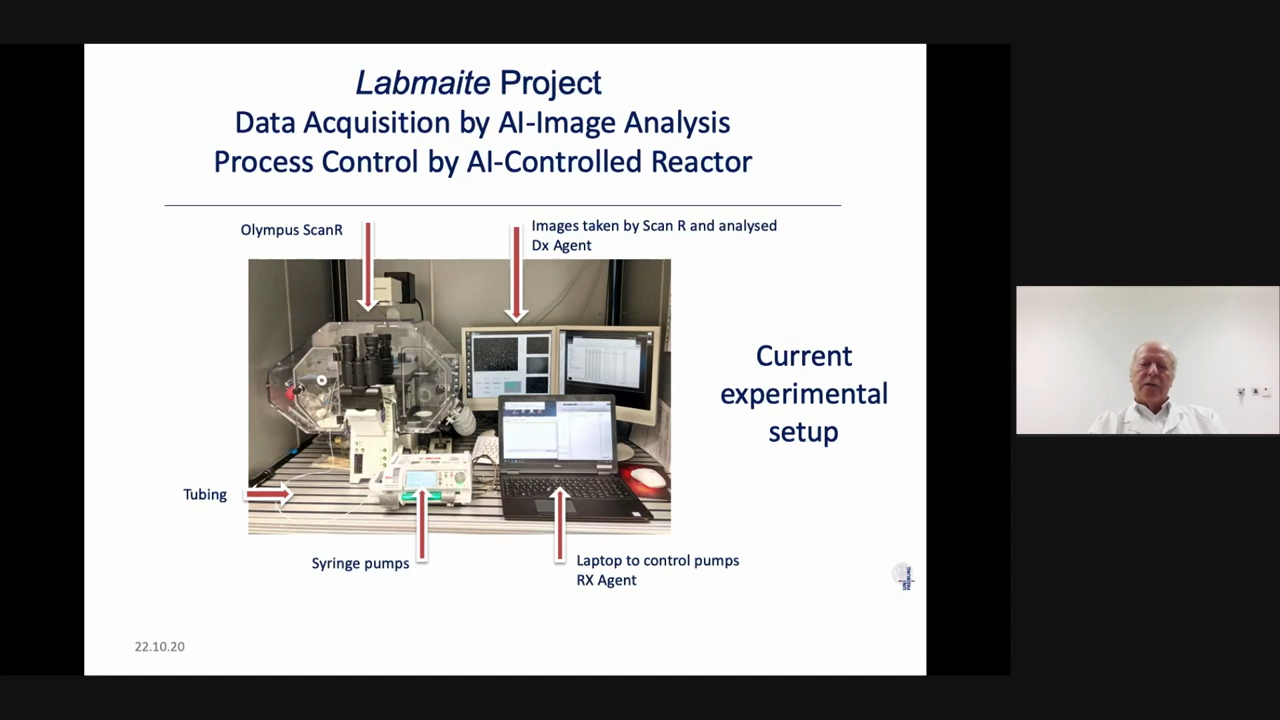 Labmaite Project
Data Acquisition by AI-Image Analysis
Process Control by AI-Controlled Reactor
Olympus ScanR
Images taken by Scan R and analysed
Dx Agent
Current
experimental
setup
Tubing
Syringe pumps
Laptop to control pumps
RX Agent
UNI
FREIBURG
22.10.20